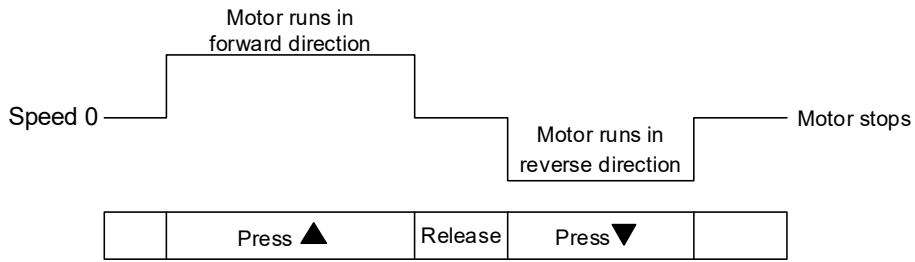 Motor runs in
forward direction
Speed 0
Motor stops
Motor runs in
reverse direction
Press ▲
Release
Press▼